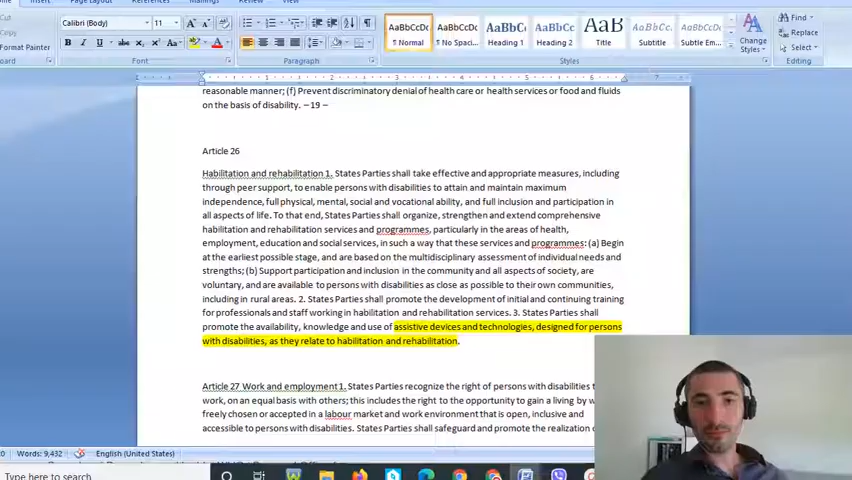 Page Layout
References
Mailings
Review
View
Cut
Copy
Format Painter
Clipboard
Calibri (Body)
11
Font
Paragraph
AaBbCcDc
¶ Normal
AaBbCcDc
¶ No Spaci...
AaBbC
Heading 1
AaBbCc
Heading 2
AaB
Title
AaBbCcD
Subtitle
AaBbCcDc
Subtle Em...
Change
Styles
Styles
Find
Replace
Select
Editing
reasonable manner; (f) Prevent discriminatory denial of health care or health services or food and fluids
on the basis of disability. –19 –
Article 26
Habilitation and rehabilitation 1. States Parties shall take effective and appropriate measures, including
through peer support, to enable persons with disabilities to attain and maintain maximum
independence, full physical, mental, social and vocational ability, and full inclusion and participation in
all aspects of life. To that end, States Parties shall organize, strengthen and extend comprehensive
habilitation and rehabilitation services and programmes, particularly in the areas of health,
employment, education and social services, in such a way that these services and programmes: (a) Begin
at the earliest possible stage, and are based on the multidisciplinary assessment of individual needs and
strengths; (b) Support participation and inclusion in the community and all aspects of society, are
voluntary, and are available to persons with disabilities as close as possible to their own communities,
including in rural areas. 2. States Parties shall promote the development of initial and continuing training
for professionals and staff working in habilitation and rehabilitation services. 3. States Parties shall
promote the availability, knowledge and use of assistive devices and technologies, designed for persons
with disabilities, as they relate to habilitation and rehabilitation.
Article 27 Work and employment 1. States Parties recognize the right of persons with disabilities
work, on an equal basis with others; this includes the right to the opportunity to gain a living by
freely chosen or accepted in a labour market and work environment that is open, inclusive and
accessible to persons with disabilities. States Parties shall safeguard and promote the realization
Words: 9,432
English (United States)
Type here to search